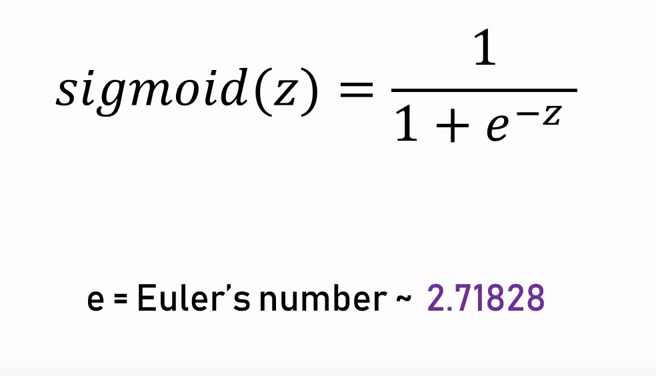 sigmoid(z) = 1 / (1 + e^{-z})
e = Euler's number ~ 2.71828